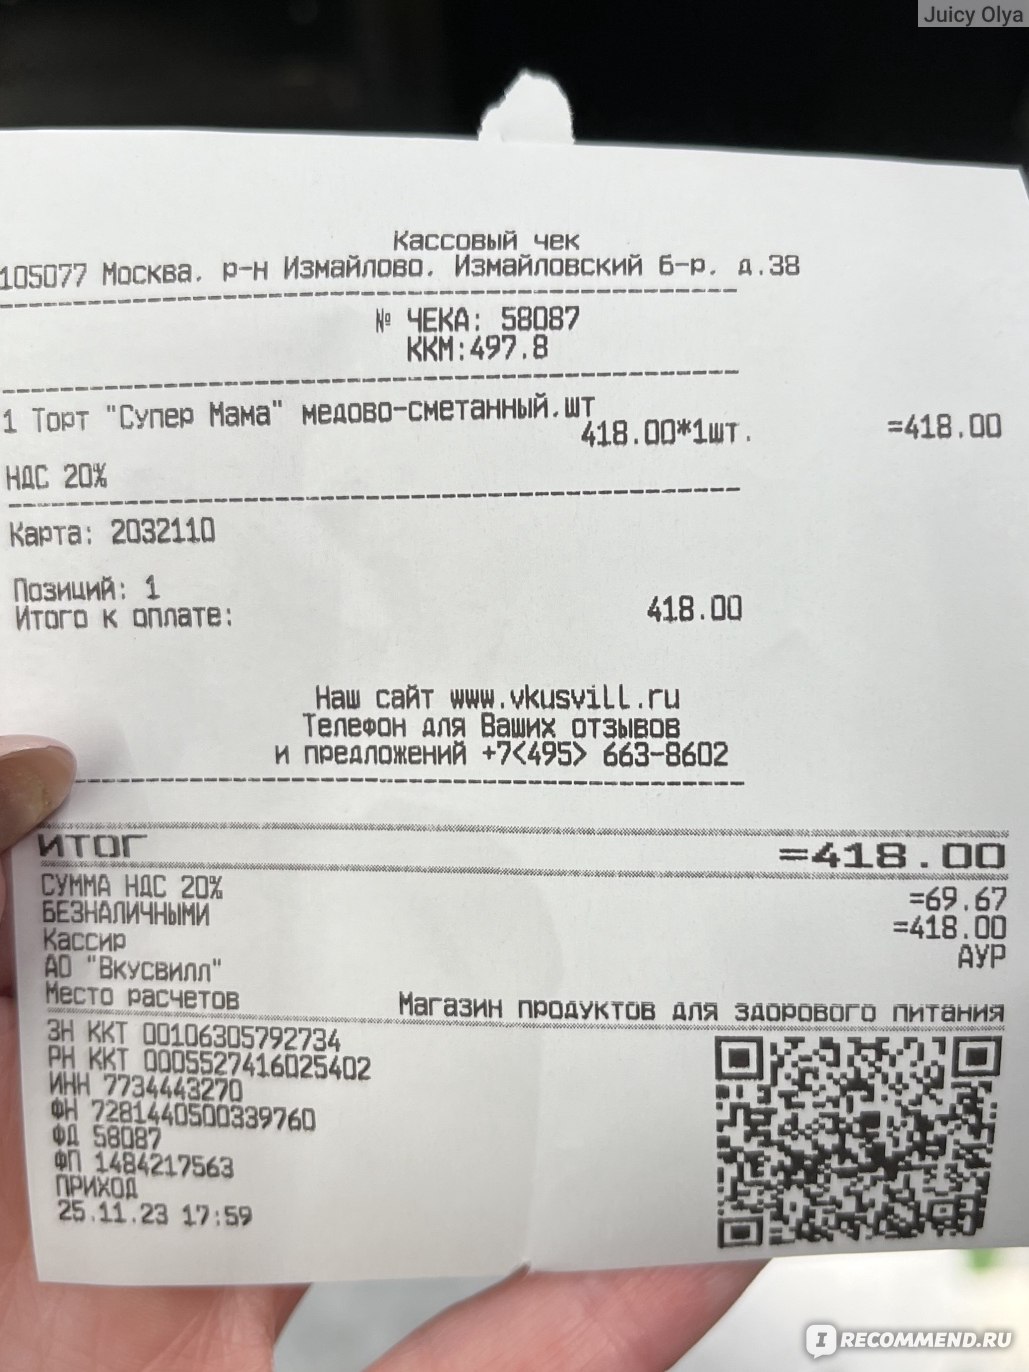 Juicy Olya
Кассовый чек
105077 Москва, р-н Измайлово, Измайловский б-р, д.38
№ ЧЕКА: 58087
ККМ:497.8
1 Торт "Супер Мама" медово-сметанный.шт
418.00*1шт. =418.00
НДС 20%
Карта: 2032110
Позиций: 1
Итого к оплате: 418.00
Наш сайт www.vkusvill.ru
Телефон для Ваших отзывов
и предложений +7<495> 663-8602
ИТОГ =418.00
СУММА НДС 20% =69.67
БЕЗНАЛИЧНЫМИ =418.00
Кассир АУР
АО "Вкусвилл"
Место расчетов Магазин продуктов для здорового питания
ЗН ККТ 00106305792734
РН ККТ 0005527416025402
ИНН 7734443270
ФН 7281440500339760
ФД 58087
ФП 1484217563
ПРИХОД
25.11.23 17:59
I RECOMMEND.RU